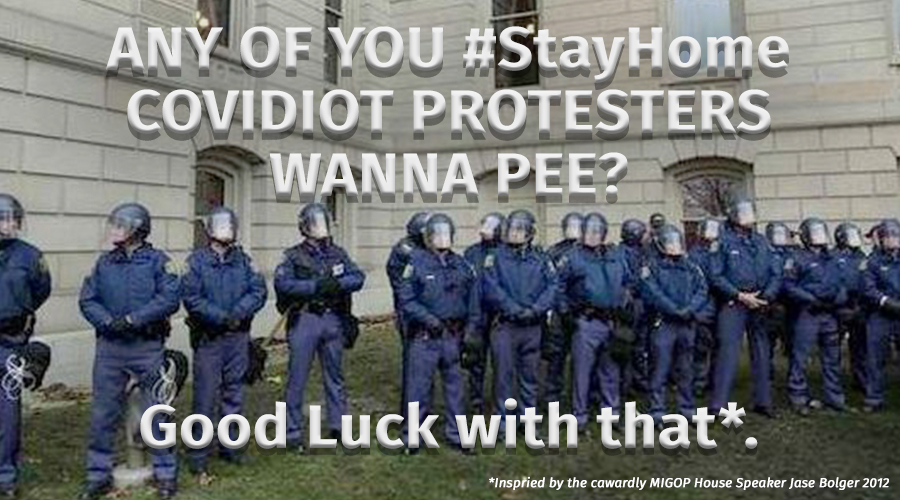 ANY OF YOU #StayHome
COVIDIOT PROTESTERS
WANNA PEE?
Good Luck with that*.
*Inspried by the cawardly MIGOP House Speaker Jase Bolger 2012